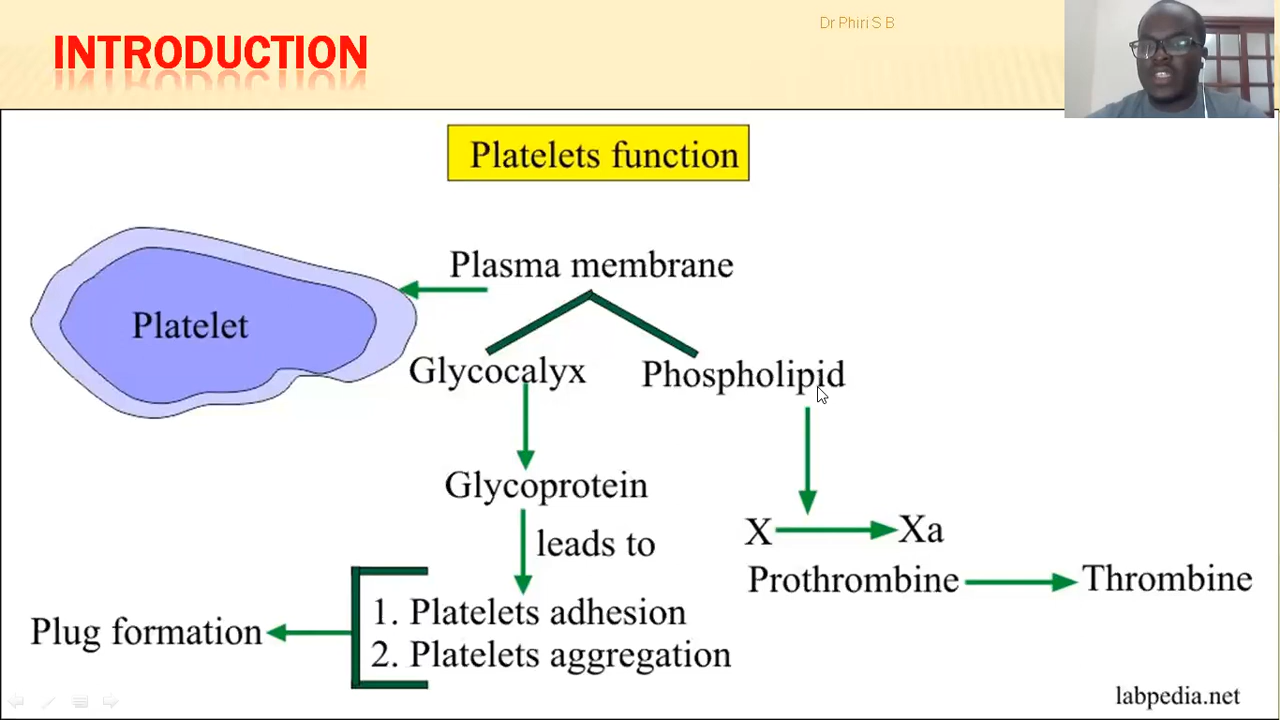 Dr Phiri S B
INTRODUCTION
Platelets function
Plasma membrane
Platelet
Glycocalyx
Phospholipid
Glycoprotein
leads to
X
Xa
Prothrombine
Thrombine
1. Platelets adhesion
2. Platelets aggregation
Plug formation
labpedia.net